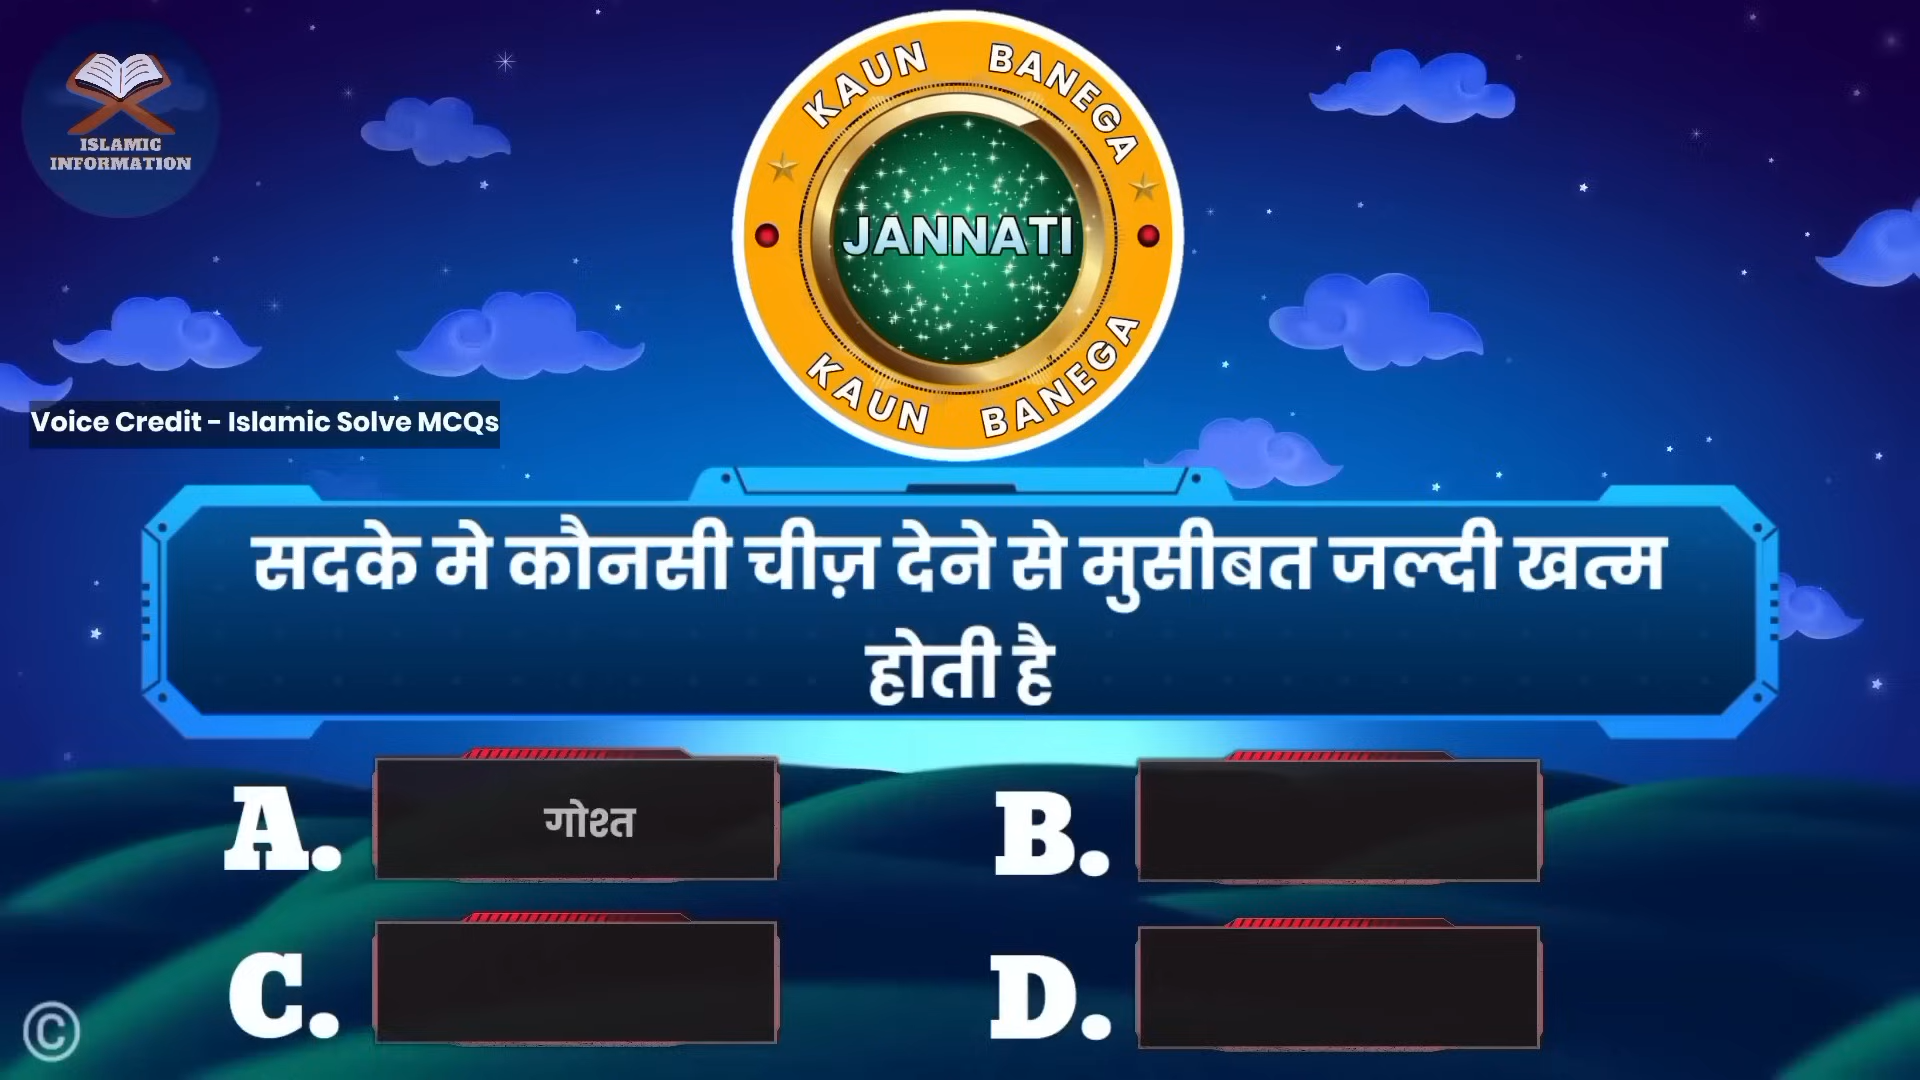 ISLAMIC
INFORMATION
KAUN BANEGA
JANNATI
KAUN BANEGA
Voice Credit - Islamic Solve MCQs
सदके मे कौनसी चीज़ देने से मुसीबत जल्दी खत्म
होती है
A. गोश्त
B.
C.
D.
©